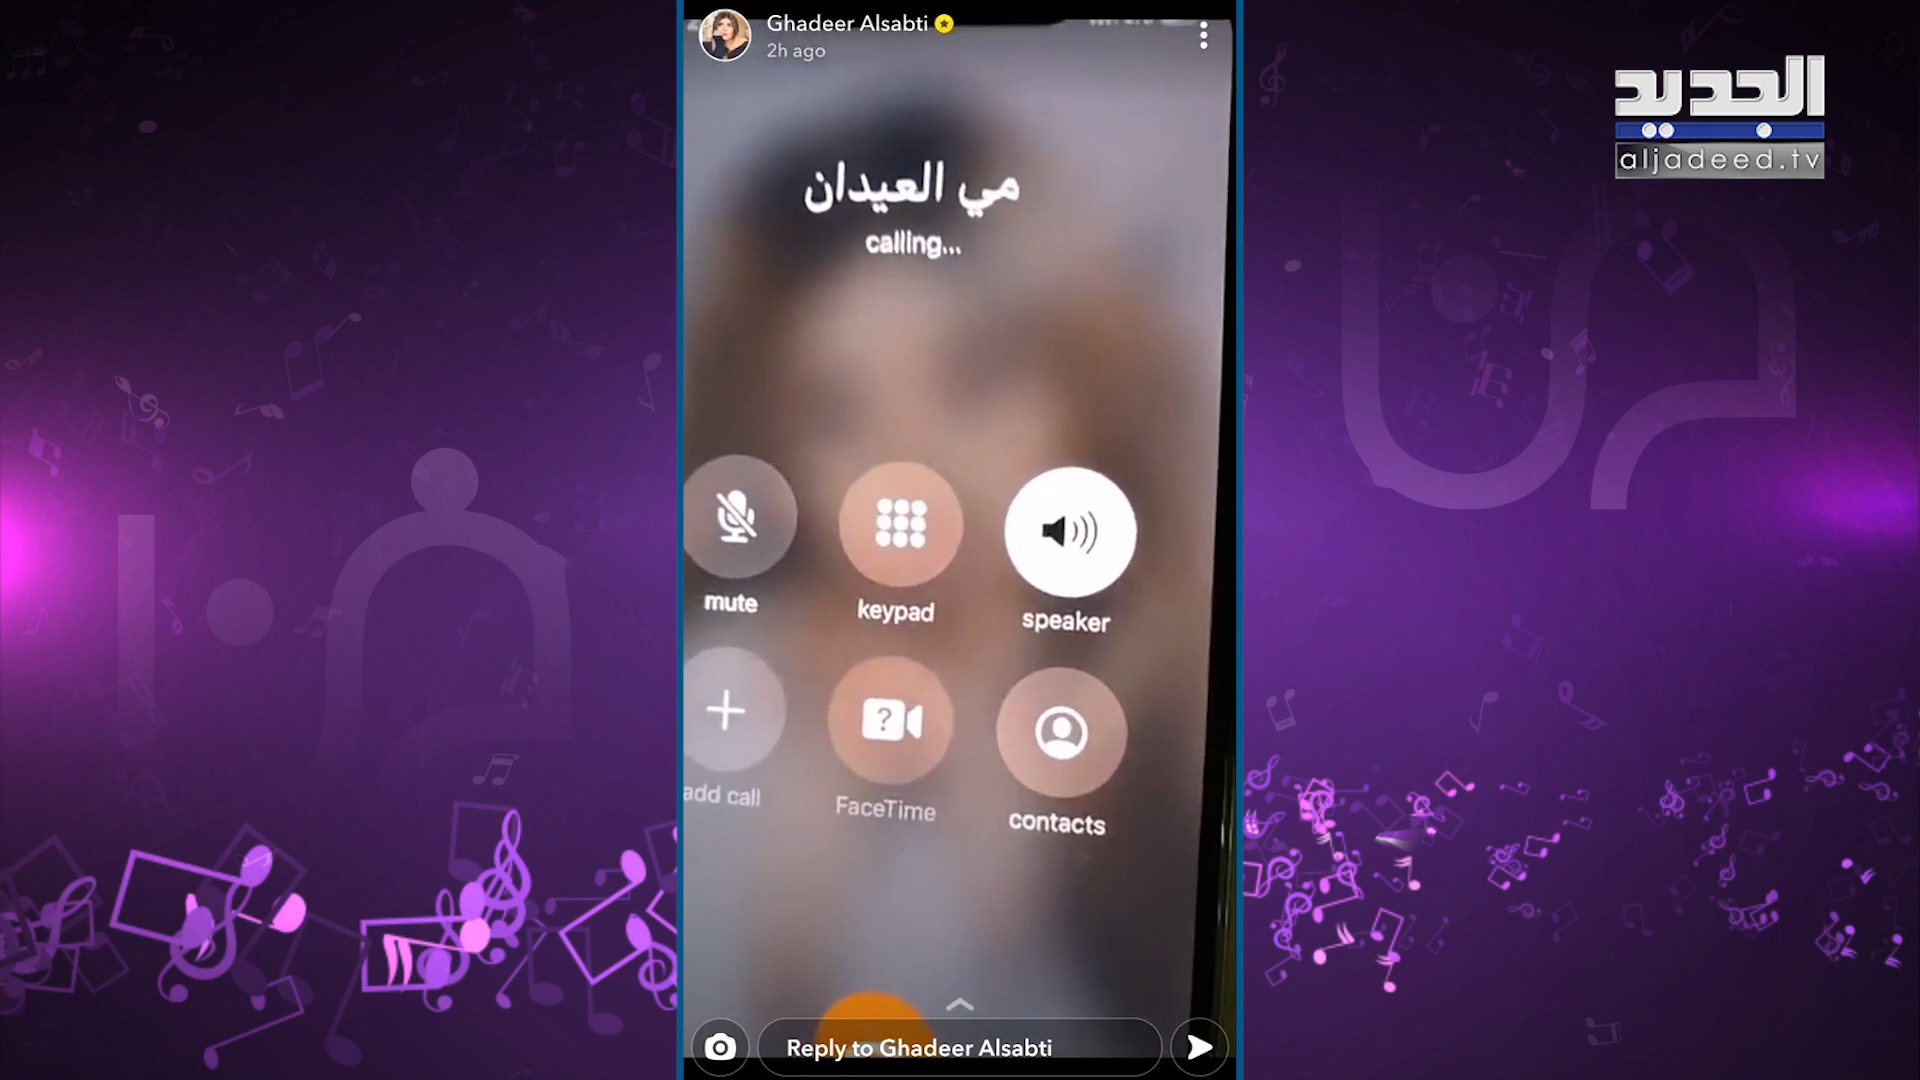 Ghadeer Alsabti
2h ago
الجديد
aljadeed.tv
مي العيدان
calling...
mute
keypad
speaker
add call
FaceTime
contacts
Reply to Ghadeer Alsabti